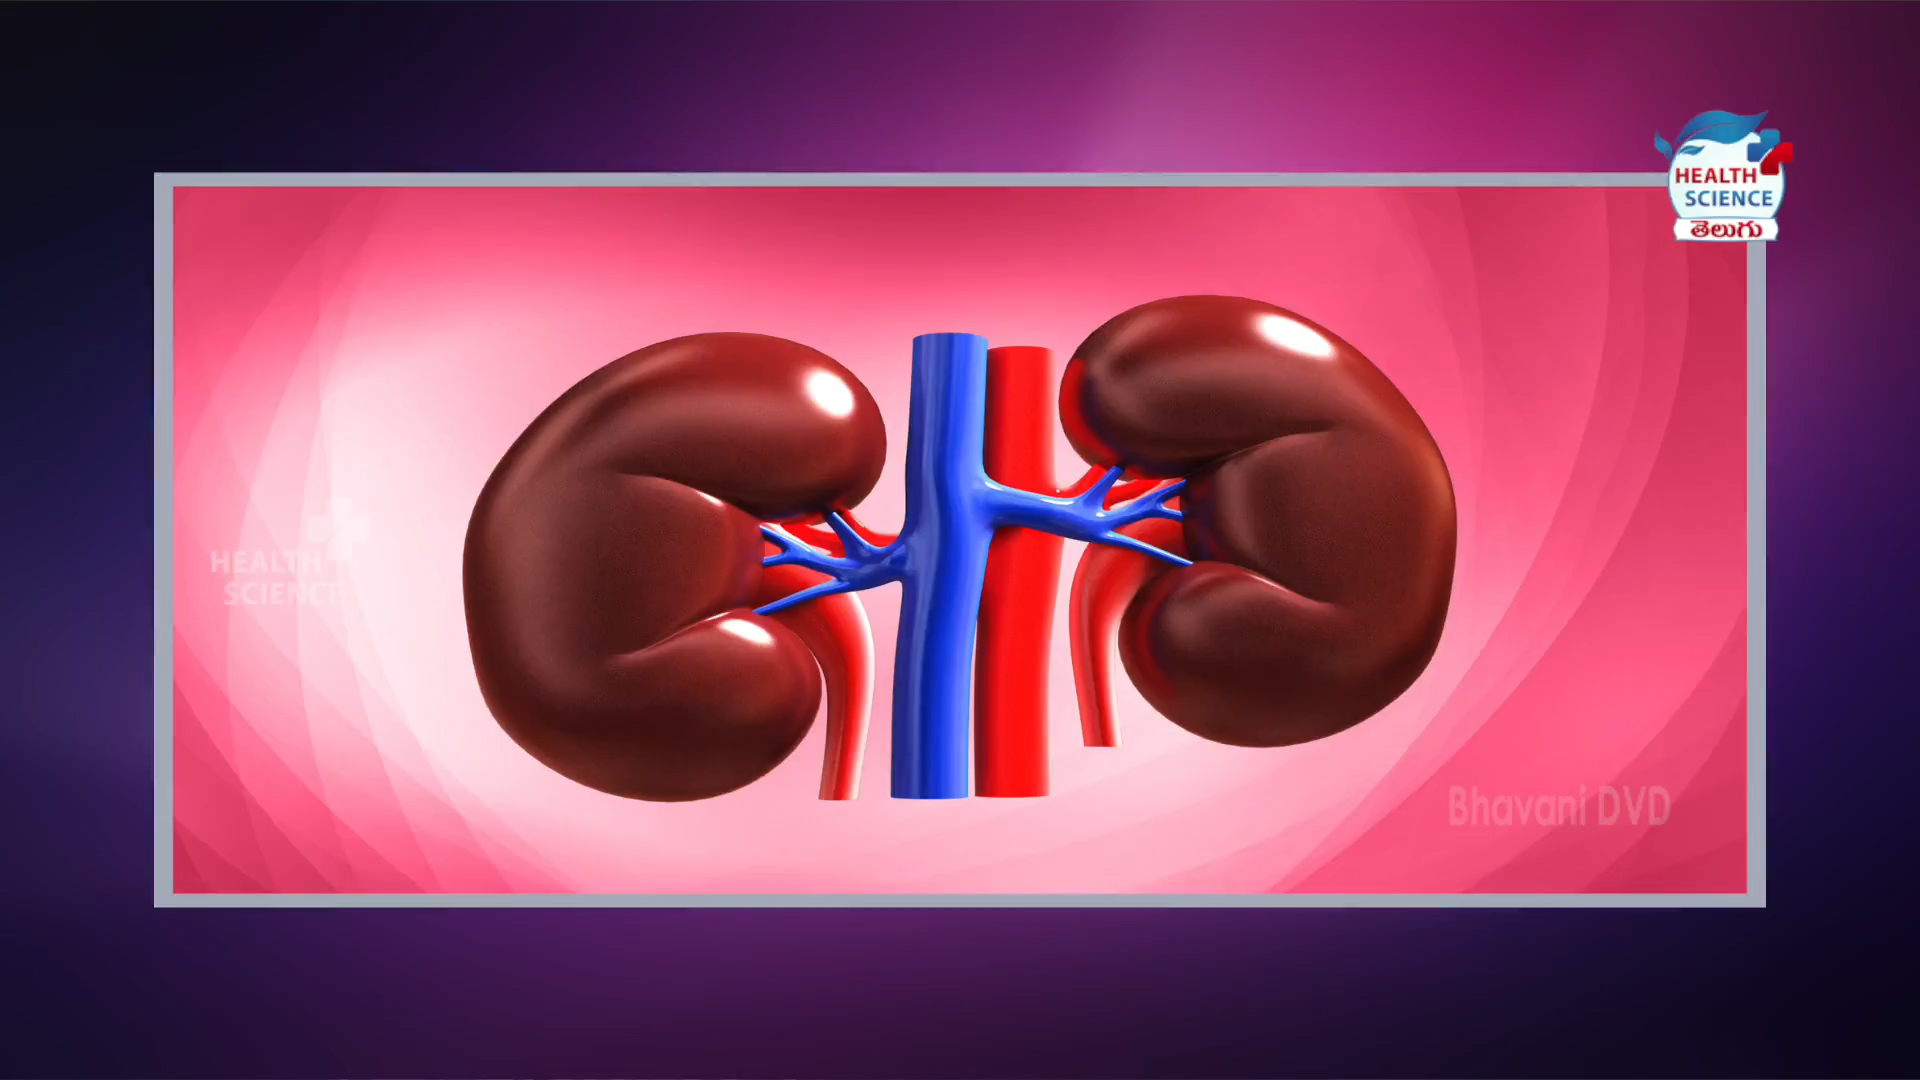 HEALTH
SCIENCE
తెలుగు
HEALTH
SCIENCE
Bhavani DVD